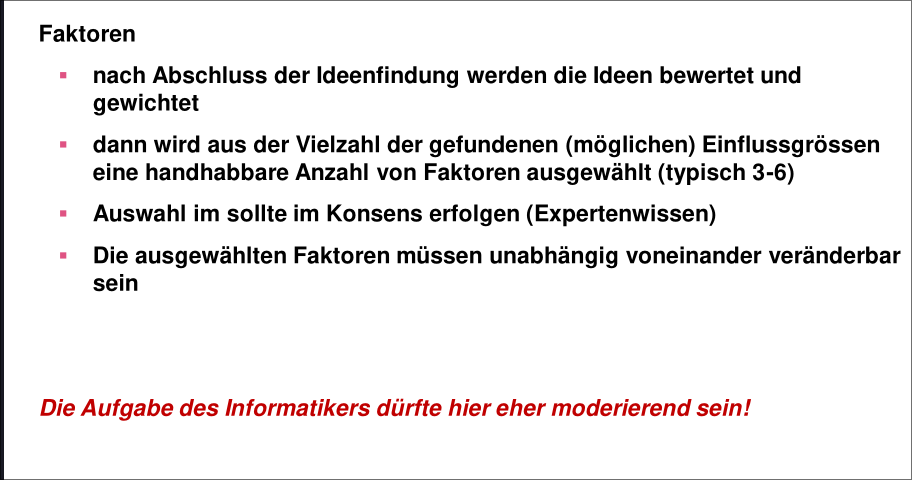 Faktoren
▪ nach Abschluss der Ideenfindung werden die Ideen bewertet und
gewichtet
▪ dann wird aus der Vielzahl der gefundenen (möglichen) Einflussgrössen
eine handhabbare Anzahl von Faktoren ausgewählt (typisch 3-6)
▪ Auswahl im sollte im Konsens erfolgen (Expertenwissen)
▪ Die ausgewählten Faktoren müssen unabhängig voneinander veränderbar
sein
Die Aufgabe des Informatikers dürfte hier eher moderierend sein!